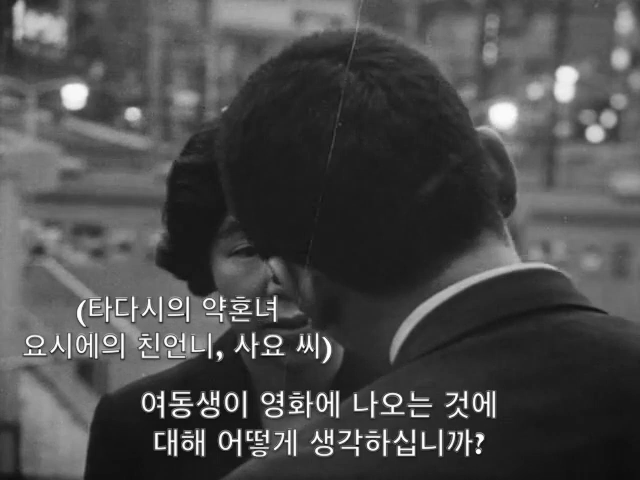 (타다시의 약혼녀
요시에의 친언니, 사요 씨)
여동생이 영화에 나오는 것에
대해 어떻게 생각하십니까?